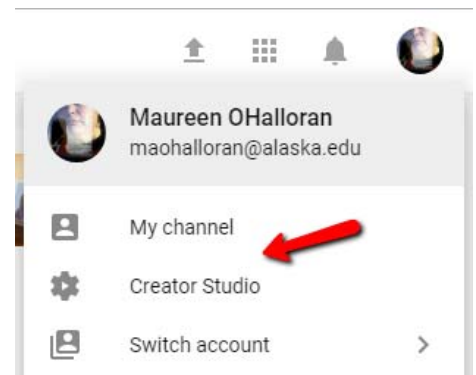 Maureen OHalloran
maohalloran@alaska.edu
My channel
Creator Studio
Switch account